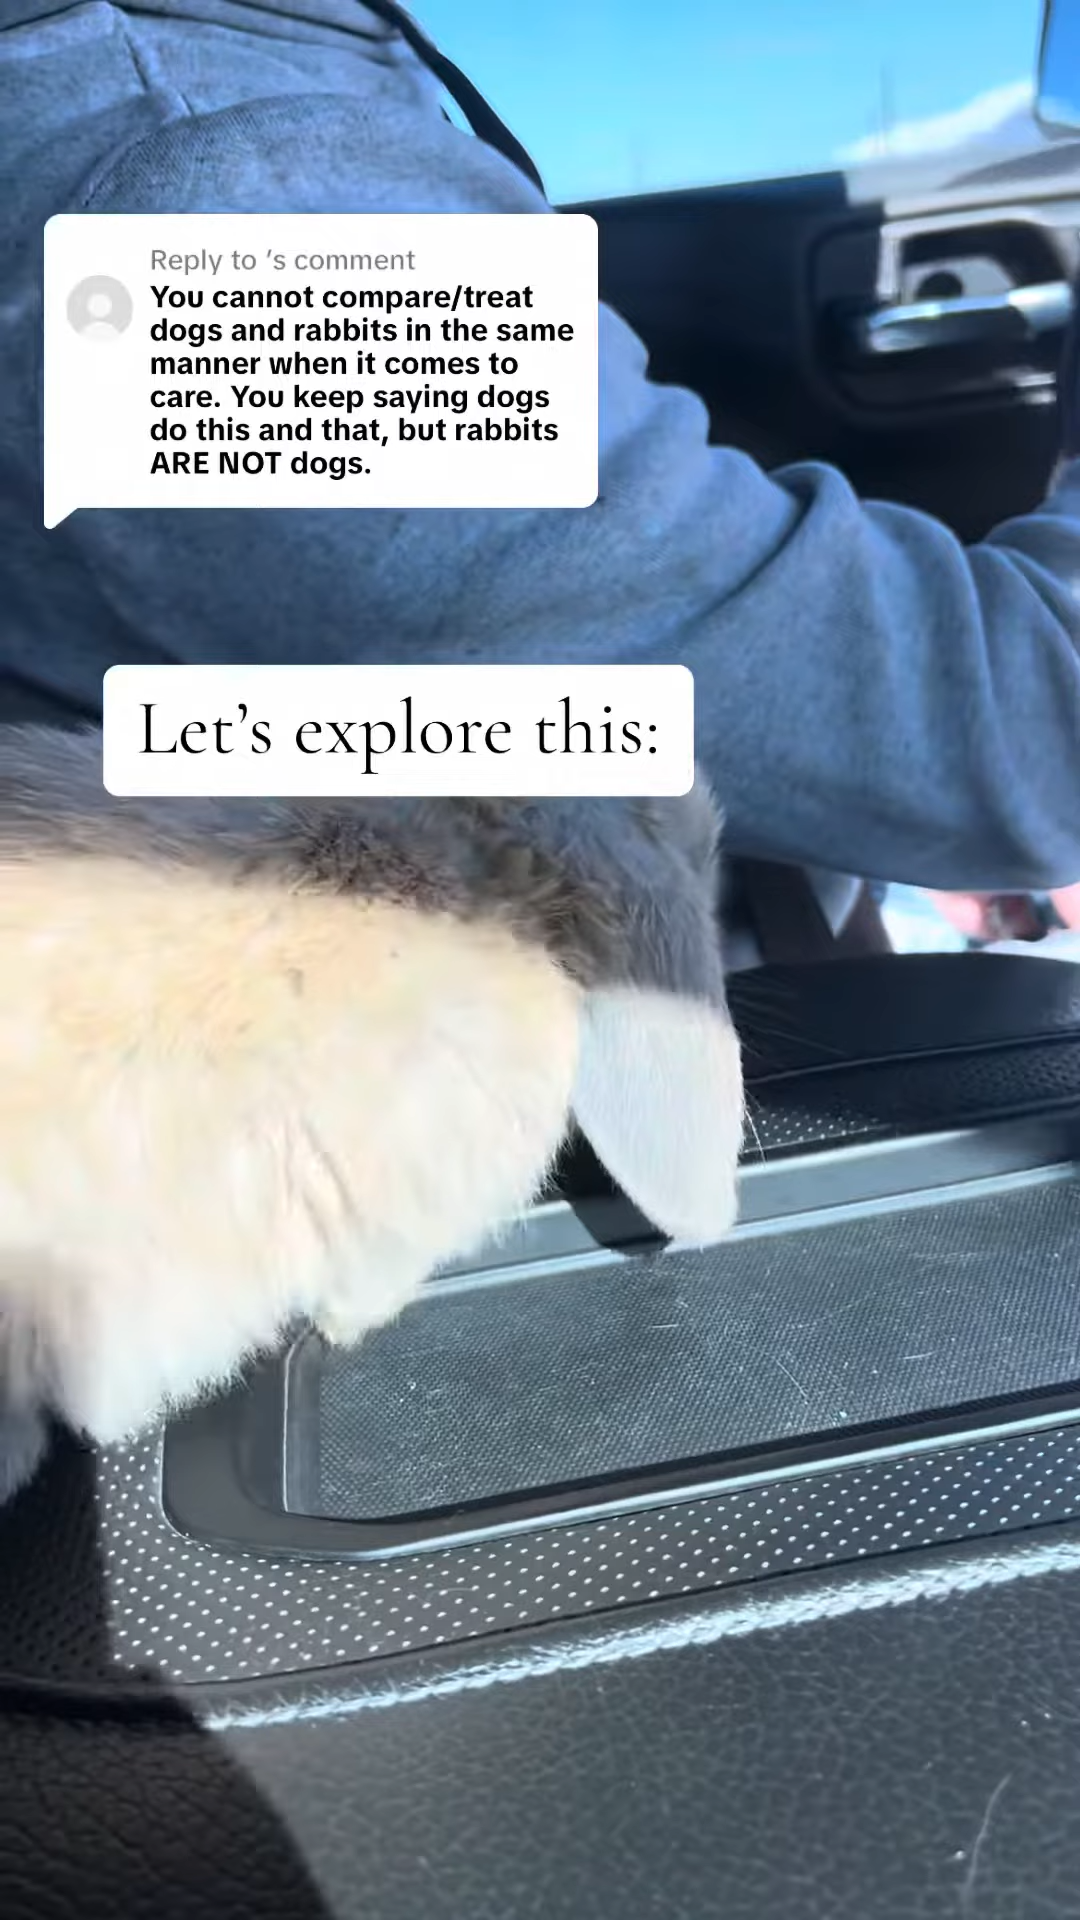 Reply to ’s comment
You cannot compare/treat
dogs and rabbits in the same
manner when it comes to
care. You keep saying dogs
do this and that, but rabbits
ARE NOT dogs.
Let’s explore this: